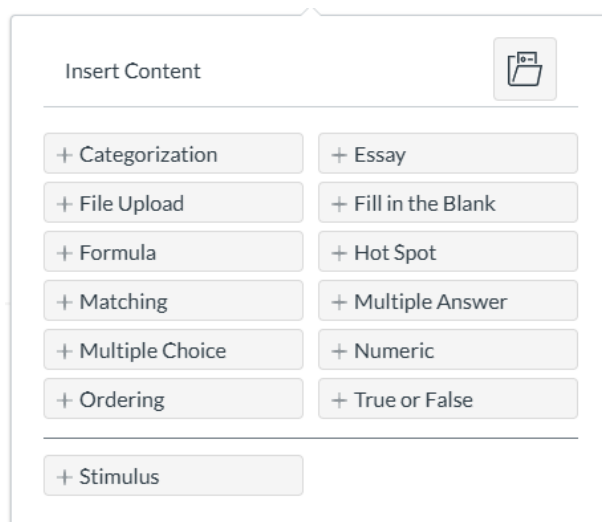 Insert Content
+ Categorization
+ Essay
+ File Upload
+ Fill in the Blank
+ Formula
+ Hot Spot
+ Matching
+ Multiple Answer
+ Multiple Choice
+ Numeric
+ Ordering
+ True or False
+ Stimulus